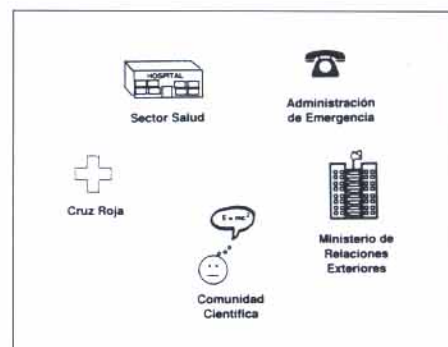 HOSPITAL
Sector Salud
Administración
de Emergencia
Cruz Roja
E = mc²
Ministerio de
Relaciones
Exteriores
Comunidad
Científica